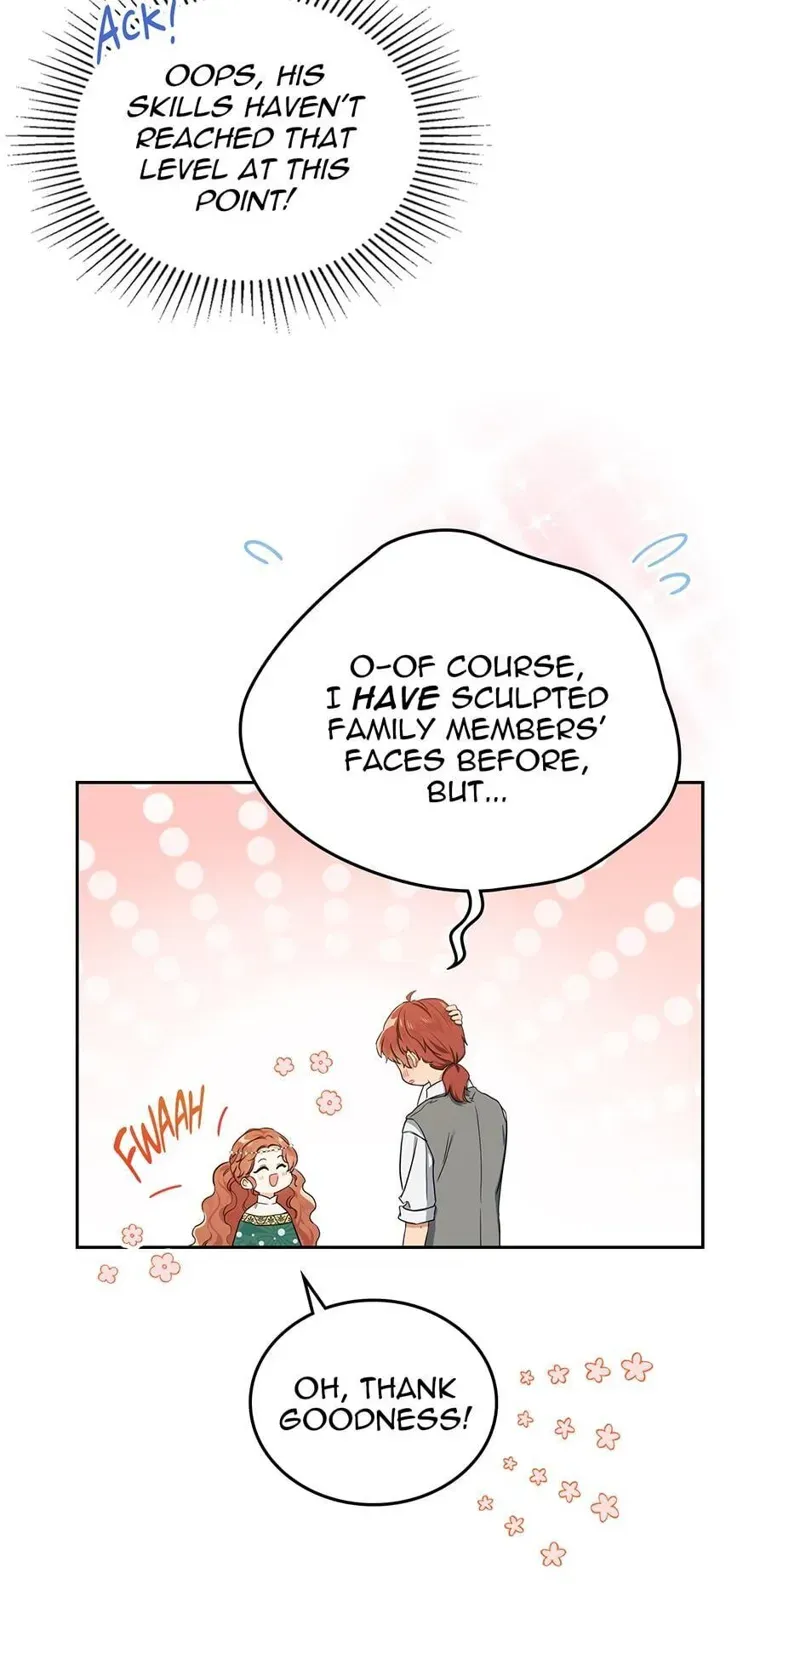 ACK!
OOPS, HIS
SKILLS HAVEN'T
REACHED THAT
LEVEL AT THIS
POINT!
O-OF COURSE,
I HAVE SCULPTED
FAMILY MEMBERS'
FACES BEFORE,
BUT...
FWAAH
OH, THANK
GOODNESS!